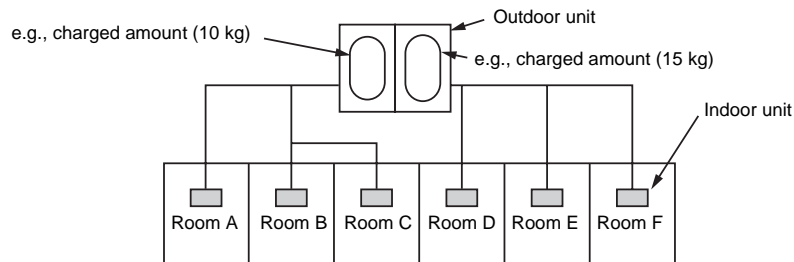 Outdoor unit
e.g., charged amount (10 kg)
e.g., charged amount (15 kg)
Indoor unit
Room A Room B Room C Room D Room E Room F